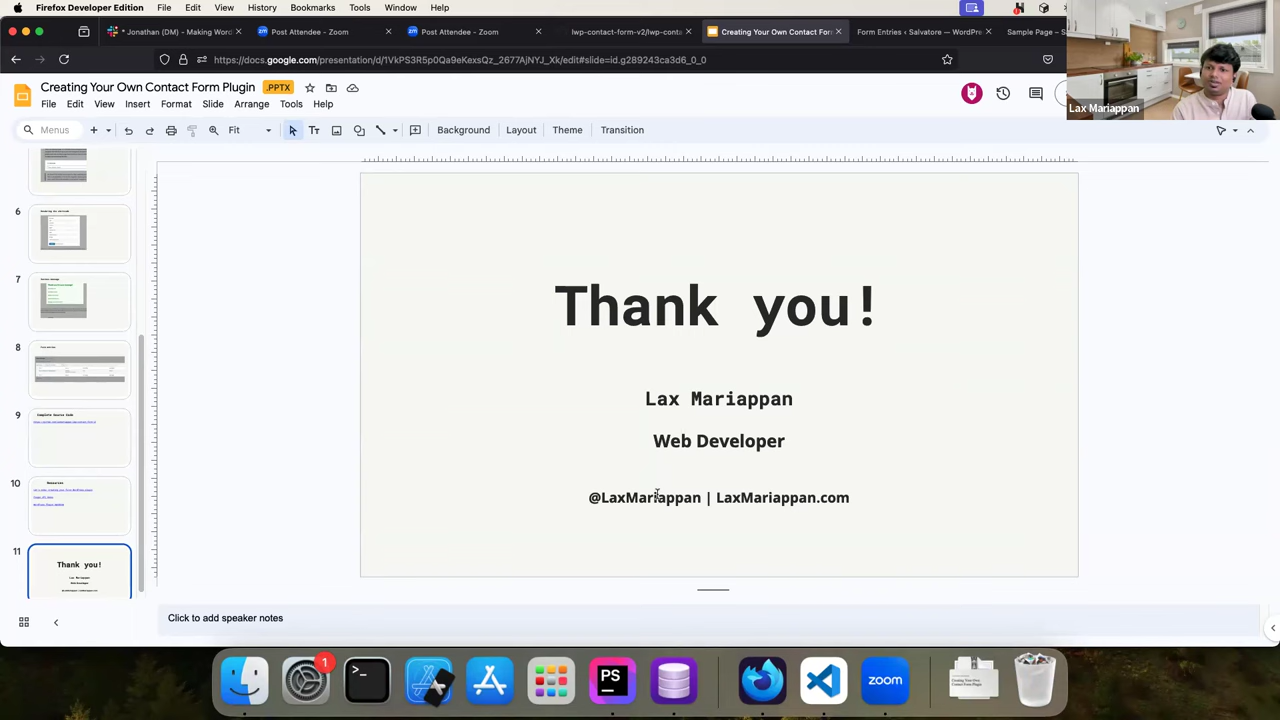 Firefox Developer Edition File Edit View History Bookmarks Tools Window Help
* Jonathan (DM) - Making Word
Post Attendee - Zoom
Post Attendee - Zoom
lwp-contact-form-v2/lwp-conta
Creating Your Own Contact For
Form Entries ‹ Salvatore — WordPre
Sample Page – S
https://docs.google.com/presentation/d/1VkPS3R5p0Qa9eKexsQz_2677AjNYJ_Xk/edit#slide=id.g289243ca3d6_0_0
Creating Your Own Contact Form Plugin .PPTX
File Edit View Insert Format Slide Arrange Tools Help
Lax Mariappan
Menus Fit Background Layout Theme Transition
6
7
8
9
Complete Source Code
10
Resources
11
Thank you!
Lax Mariappan
Web Developer
Thank you!
Lax Mariappan
Web Developer
@LaxMariappan | LaxMariappan.com
Click to add speaker notes
1
PS
zoom